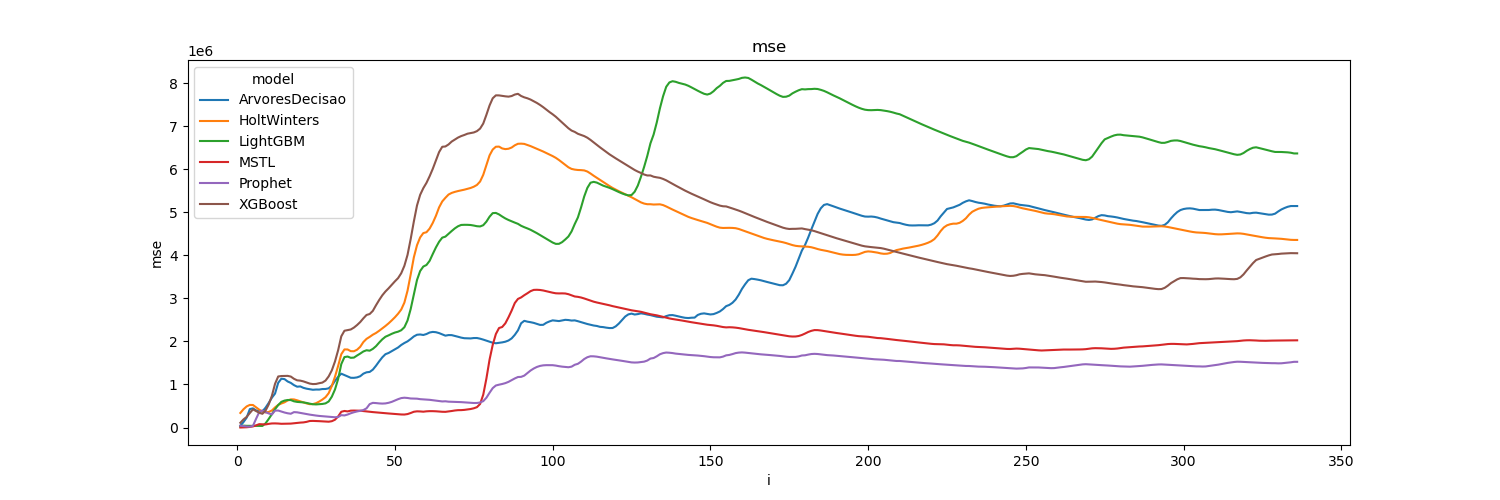 mse
1e6
model
ArvoresDecisao
HoltWinters
LightGBM
MSTL
Prophet
XGBoost
8
7
6
5
4
3
2
1
0
mse
0 50 100 150 200 250 300 350
i